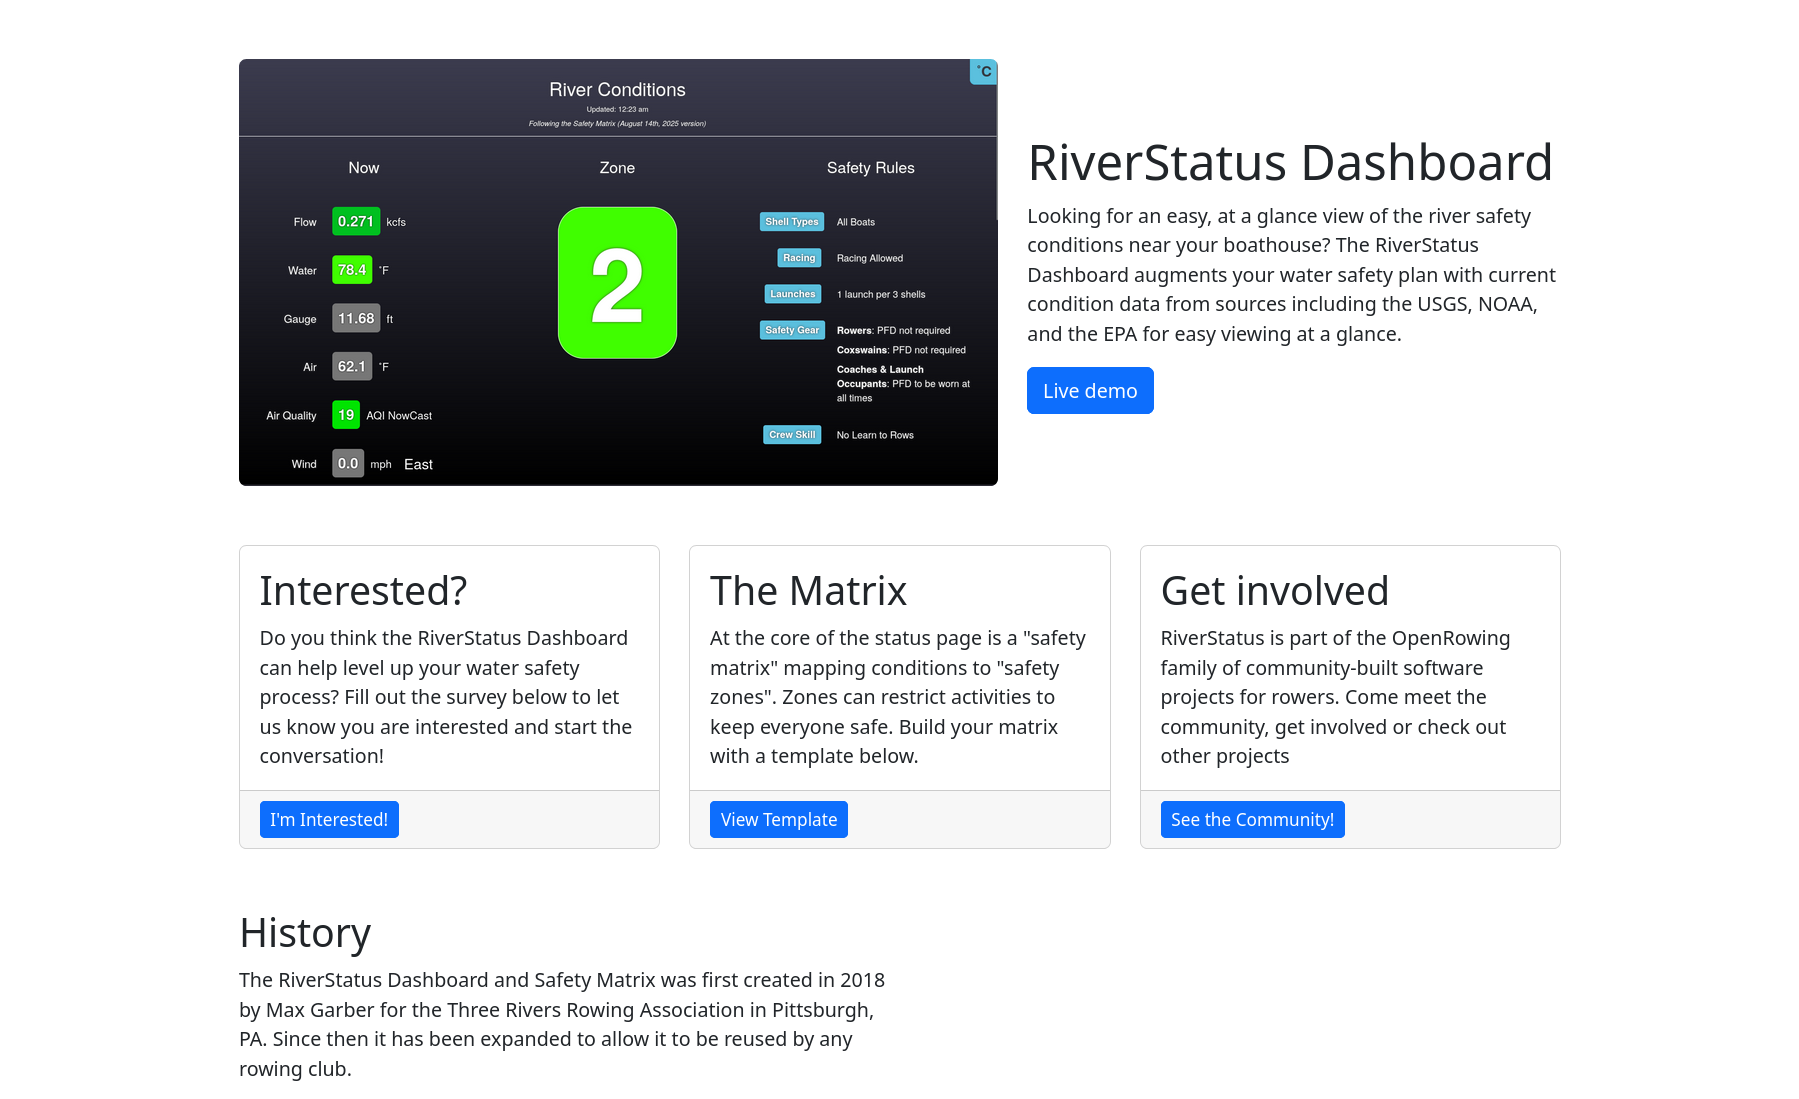 River Conditions
Updated: 12:23 am
Following the Safety Matrix (August 14th, 2025 version)
˚C
Now
Flow 0.271 kcfs
Water 78.4 ˚F
Gauge 11.68 ft
Air 62.1 ˚F
Air Quality 19 AQI NowCast
Wind 0.0 mph East
Zone
2
Safety Rules
Shell Types All Boats
Racing Racing Allowed
Launches 1 launch per 3 shells
Safety Gear Rowers: PFD not required
Coxswains: PFD not required
Coaches & Launch
Occupants: PFD to be worn at
all times
Crew Skill No Learn to Rows
RiverStatus Dashboard
Looking for an easy, at a glance view of the river safety
conditions near your boathouse? The RiverStatus
Dashboard augments your water safety plan with current
condition data from sources including the USGS, NOAA,
and the EPA for easy viewing at a glance.
Live demo
Interested?
Do you think the RiverStatus Dashboard
can help level up your water safety
process? Fill out the survey below to let
us know you are interested and start the
conversation!
I'm Interested!
The Matrix
At the core of the status page is a "safety
matrix" mapping conditions to "safety
zones". Zones can restrict activities to
keep everyone safe. Build your matrix
with a template below.
View Template
Get involved
RiverStatus is part of the OpenRowing
family of community-built software
projects for rowers. Come meet the
community, get involved or check out
other projects
See the Community!
History
The RiverStatus Dashboard and Safety Matrix was first created in 2018
by Max Garber for the Three Rivers Rowing Association in Pittsburgh,
PA. Since then it has been expanded to allow it to be reused by any
rowing club.